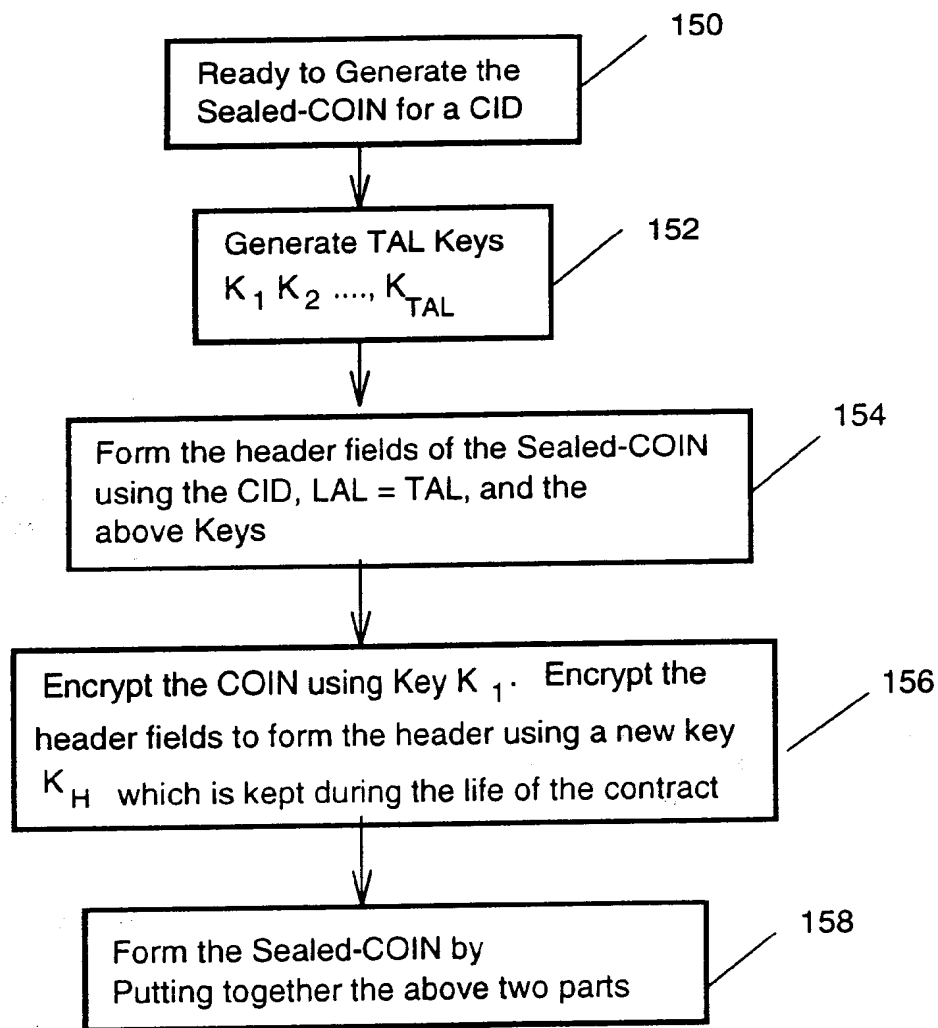 150
Ready to Generate the
Sealed-COIN for a CID
152
Generate TAL Keys
K 1 K 2 ...., K TAL
154
Form the header fields of the Sealed-COIN
using the CID, LAL = TAL, and the
above Keys
156
Encrypt the COIN using Key K 1. Encrypt the
header fields to form the header using a new key
K H which is kept during the life of the contract
158
Form the Sealed-COIN by
Putting together the above two parts